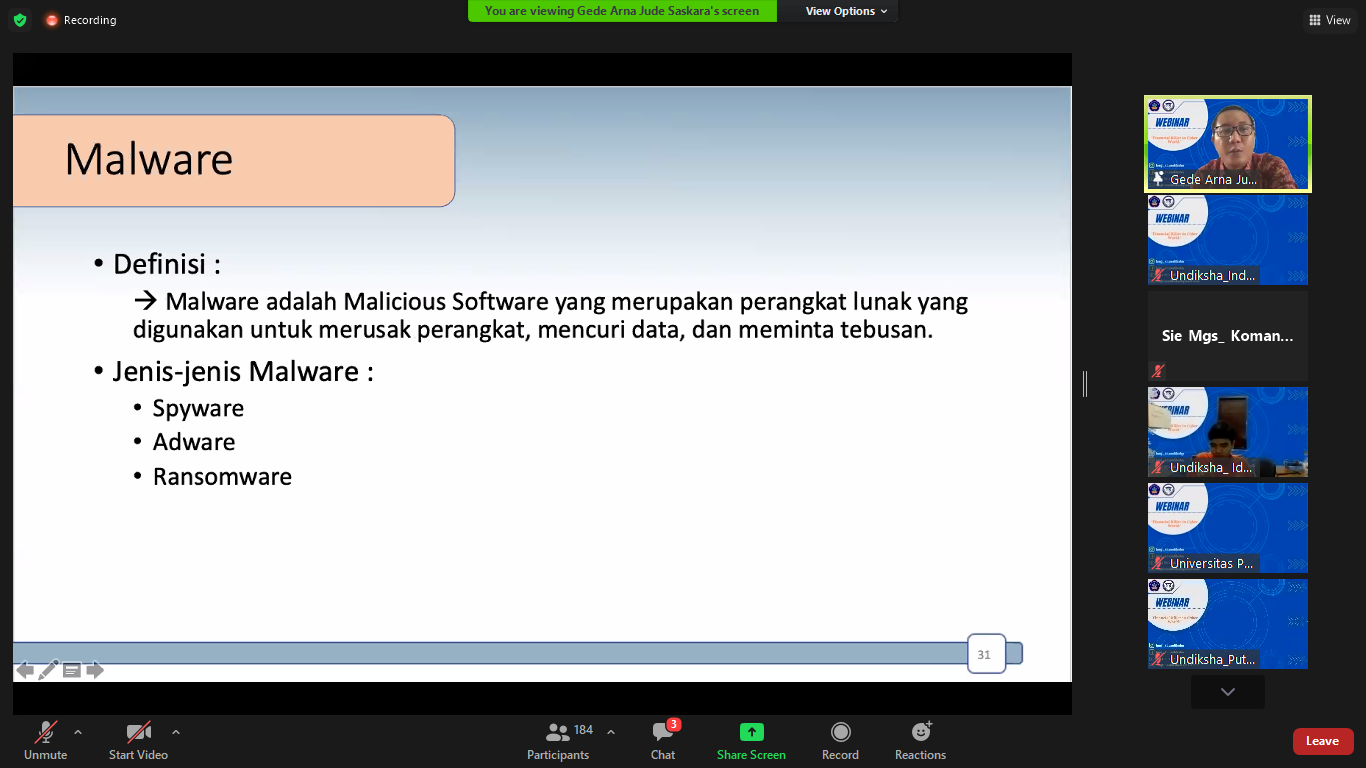 Recording
You are viewing Gede Arna Jude Saskara's screen
View Options
View
Malware
• Definisi :
→ Malware adalah Malicious Software yang merupakan perangkat lunak yang
digunakan untuk merusak perangkat, mencuri data, dan meminta tebusan.
• Jenis-jenis Malware :
• Spyware
• Adware
• Ransomware
31
WEBINAR
Gede Arna Ju...
WEBINAR
Undiksha_Ind...
Sie Mgs_ Koman...
Undiksha_ Id...
WEBINAR
Universitas P...
WEBINAR
Undiksha_Put...
Unmute
Start Video
184
Participants
3
Chat
Share Screen
Record
Reactions
Leave